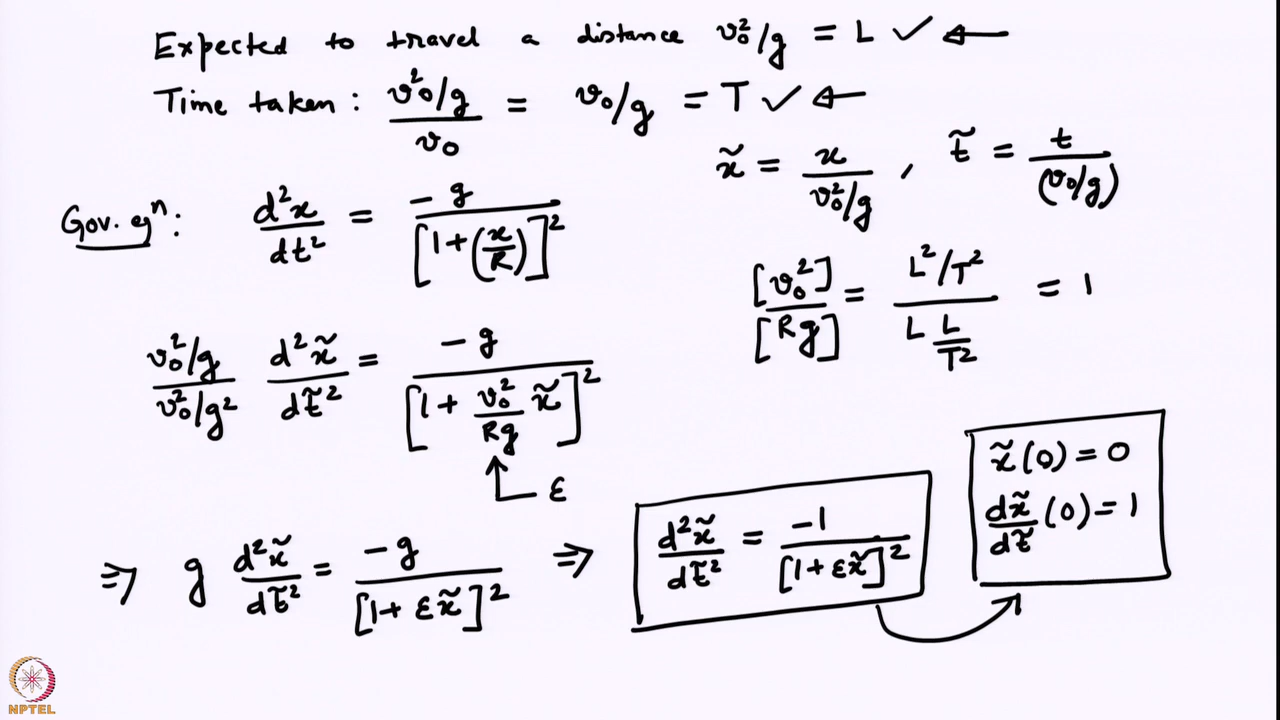 Expected to travel a distance v₀²/g = L ✓ ←
Time taken : (v₀²/g)/v₀ = v₀/g = T ✓ ←
x̃ = x/(v₀²/g) , t̃ = t/(v₀/g)
Gov. eqⁿ : d²x/dt² = -g/[1+(x/R)]²
[v₀²]/[Rg] = (L²/T²)/(L L/T²) = 1
(v₀²/g)/(v₀²/g²) d²x̃/dt̃² = -g/[1 + (v₀²/Rg) x̃]²
↑ ε
⇒ g d²x̃/dt̃² = -g/[1+ εx̃]² ⇒ d²x̃/dt̃² = -1/[1+εx̃]²
x̃(0) = 0
dx̃/dt̃ (0) = 1
NPTEL